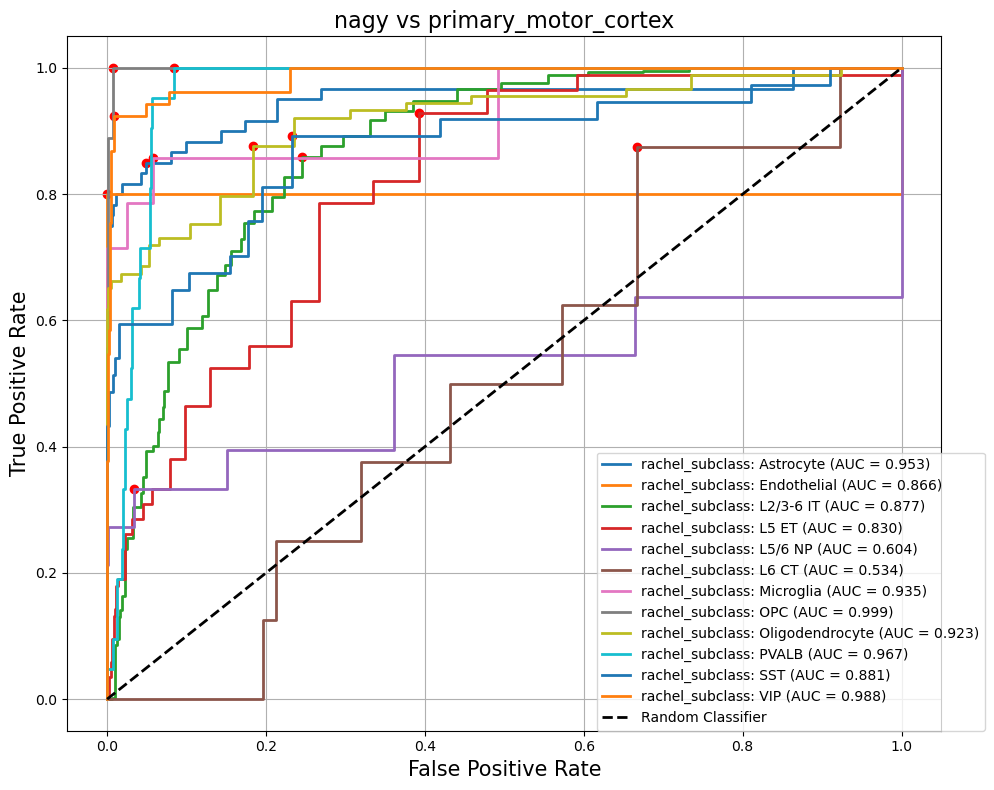 nagy vs primary_motor_cortex
True Positive Rate
1.0
0.8
0.6
0.4
0.2
0.0
rachel_subclass: Astrocyte (AUC = 0.953)
rachel_subclass: Endothelial (AUC = 0.866)
rachel_subclass: L2/3-6 IT (AUC = 0.877)
rachel_subclass: L5 ET (AUC = 0.830)
rachel_subclass: L5/6 NP (AUC = 0.604)
rachel_subclass: L6 CT (AUC = 0.534)
rachel_subclass: Microglia (AUC = 0.935)
rachel_subclass: OPC (AUC = 0.999)
rachel_subclass: Oligodendrocyte (AUC = 0.923)
rachel_subclass: PVALB (AUC = 0.967)
rachel_subclass: SST (AUC = 0.881)
rachel_subclass: VIP (AUC = 0.988)
Random Classifier
0.0 0.2 0.4 0.6 0.8 1.0
False Positive Rate